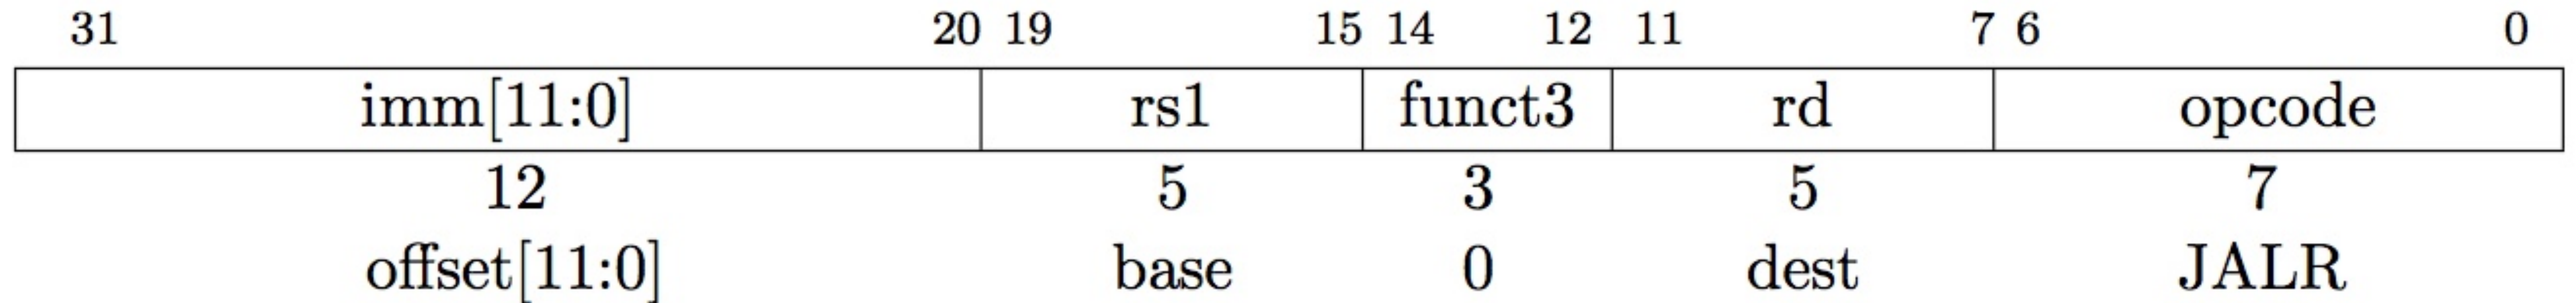 31 20 19 15 14 12 11 7 6 0
imm[11:0] rs1 funct3 rd opcode
12 5 3 5 7
offset[11:0] base 0 dest JALR